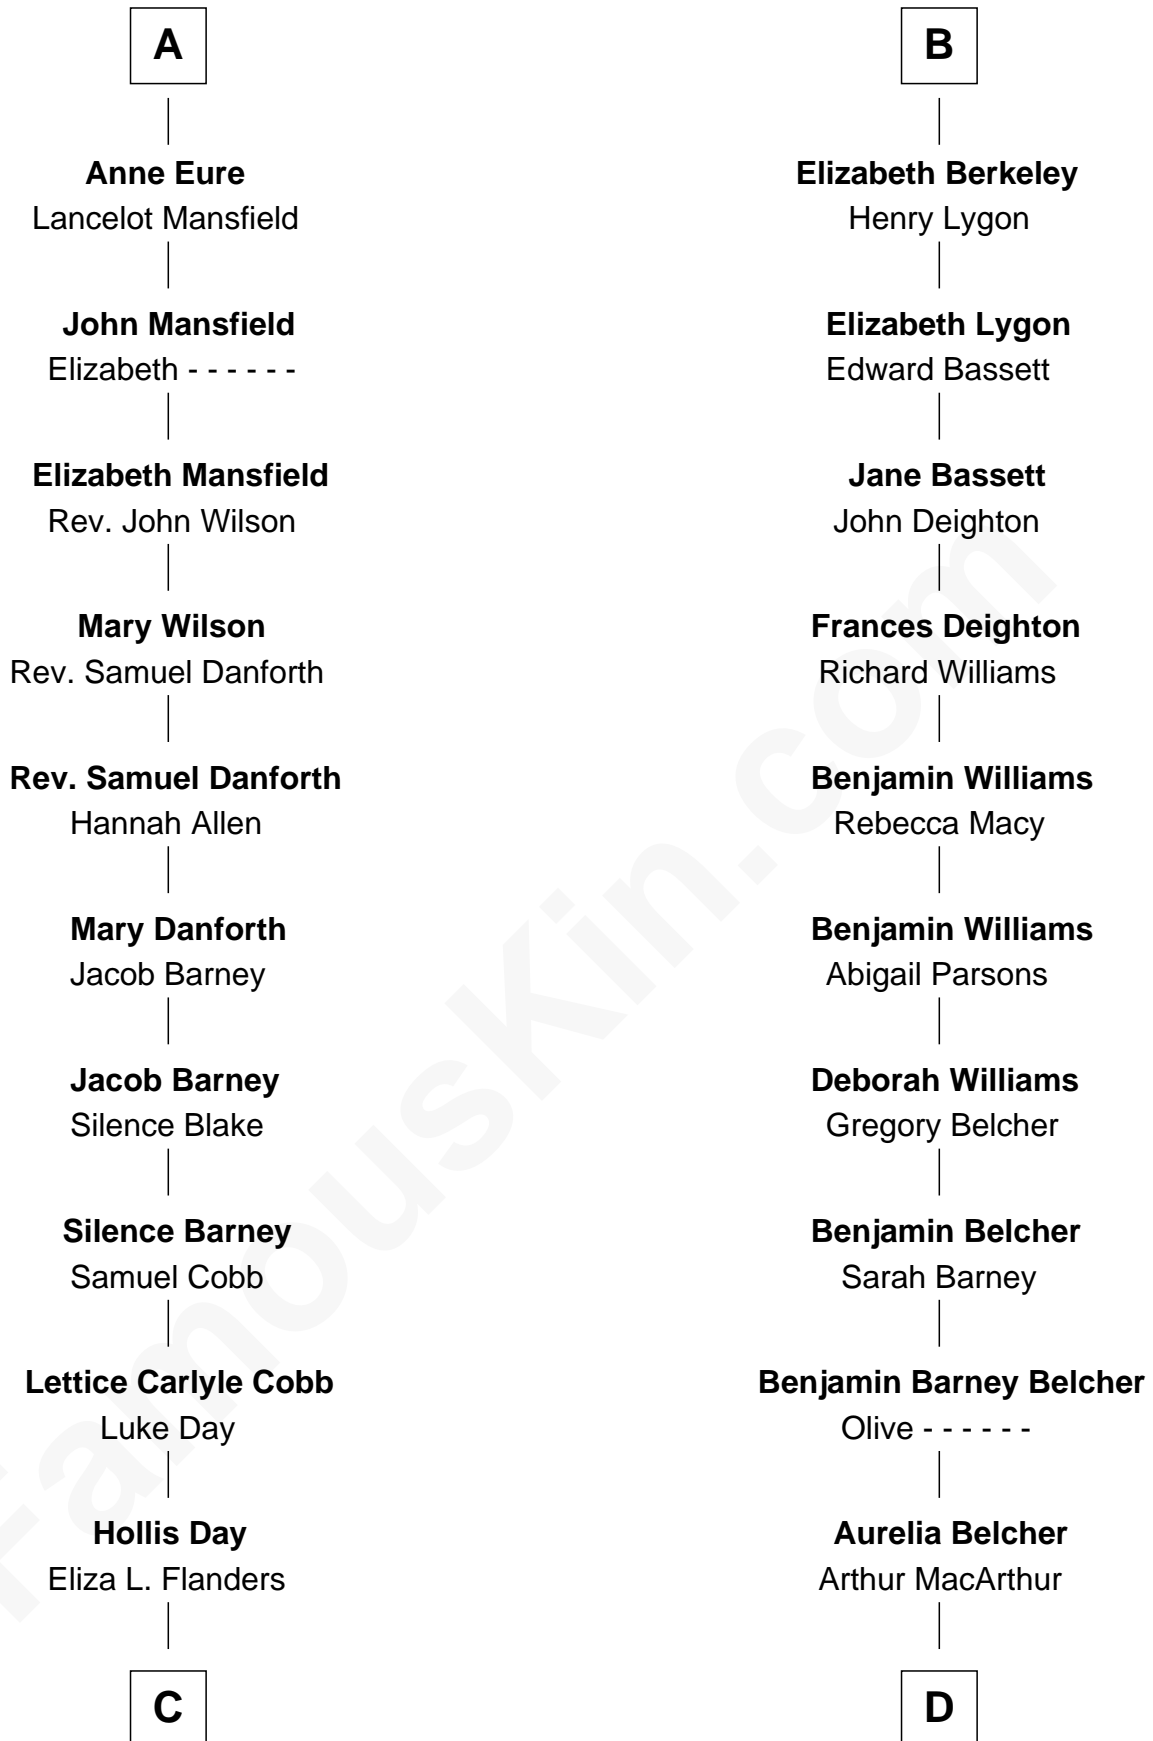 A
Anne Eure
Lancelot Mansfield
John Mansfield
Elizabeth - - - - - -
Elizabeth Mansfield
Rev. John Wilson
Mary Wilson
Rev. Samuel Danforth
Rev. Samuel Danforth
Hannah Allen
Mary Danforth
Jacob Barney
Jacob Barney
Silence Blake
Silence Barney
Samuel Cobb
Lettice Carlyle Cobb
Luke Day
Hollis Day
Eliza L. Flanders
C
B
Elizabeth Berkeley
Henry Lygon
Elizabeth Lygon
Edward Bassett
Jane Bassett
John Deighton
Frances Deighton
Richard Williams
Benjamin Williams
Rebecca Macy
Benjamin Williams
Abigail Parsons
Deborah Williams
Gregory Belcher
Benjamin Belcher
Sarah Barney
Benjamin Barney Belcher
Olive - - - - - -
Aurelia Belcher
Arthur MacArthur
D
FamousKin.com